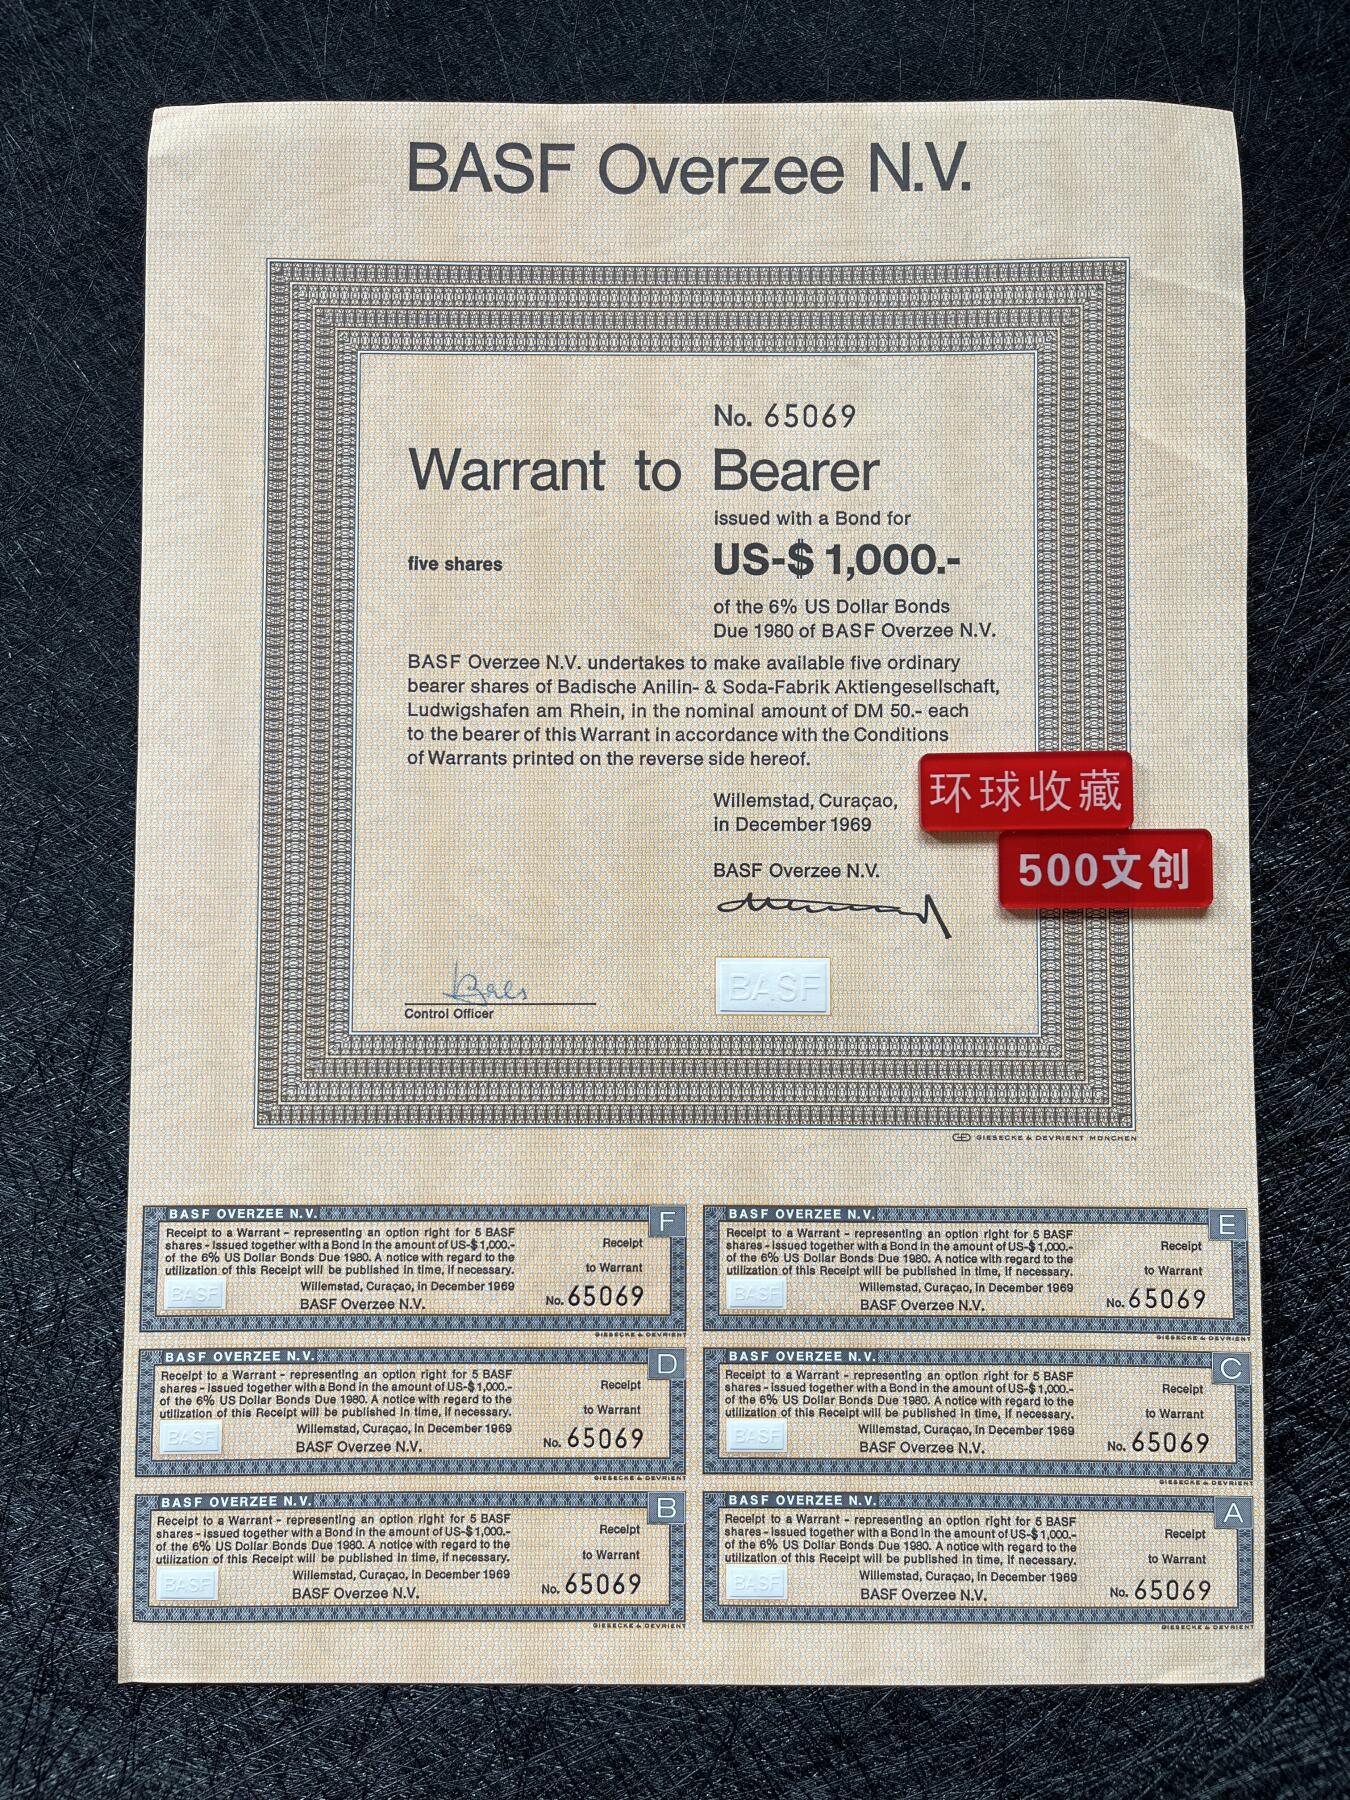 BASF Overzee N.V.
No. 65069
Warrant to Bearer
issued with a Bond for
five shares
US-$ 1,000.-
of the 6% US Dollar Bonds
Due 1980 of BASF Overzee N.V.
BASF Overzee N.V. undertakes to make available five ordinary
bearer shares of Badische Anilin- & Soda-Fabrik Aktiengesellschaft,
Ludwigshafen am Rhein, in the nominal amount of DM 50.- each
to the bearer of this Warrant in accordance with the Conditions
of Warrants printed on the reverse side hereof.
环球收藏
Willemstad, Curaçao,
in December 1969
500文创
BASF Overzee N.V.
BASF
Control Officer
GIESECKE & DEVRIENT MÜNCHEN
BASF OVERZEE N.V.
F
Receipt to a Warrant - representing an option right for 5 BASF
shares - issued together with a Bond in the amount of US-$ 1,000.-
of the 6% US Dollar Bonds Due 1980. A notice with regard to the
utilization of this Receipt will be published in time, if necessary.
Willemstad, Curaçao, in December 1969
BASF Overzee N.V.
BASF
Receipt
to Warrant
No. 65069
GIESECKE & DEVRIENT
BASF OVERZEE N.V.
E
Receipt to a Warrant - representing an option right for 5 BASF
shares - issued together with a Bond in the amount of US-$ 1,000.-
of the 6% US Dollar Bonds Due 1980. A notice with regard to the
utilization of this Receipt will be published in time, if necessary.
Willemstad, Curaçao, in December 1969
BASF Overzee N.V.
BASF
Receipt
to Warrant
No. 65069
GIESECKE & DEVRIENT
BASF OVERZEE N.V.
D
Receipt to a Warrant - representing an option right for 5 BASF
shares - issued together with a Bond in the amount of US-$ 1,000.-
of the 6% US Dollar Bonds Due 1980. A notice with regard to the
utilization of this Receipt will be published in time, if necessary.
Willemstad, Curaçao, in December 1969
BASF Overzee N.V.
BASF
Receipt
to Warrant
No. 65069
GIESECKE & DEVRIENT
BASF OVERZEE N.V.
C
Receipt to a Warrant - representing an option right for 5 BASF
shares - issued together with a Bond in the amount of US-$ 1,000.-
of the 6% US Dollar Bonds Due 1980. A notice with regard to the
utilization of this Receipt will be published in time, if necessary.
Willemstad, Curaçao, in December 1969
BASF Overzee N.V.
BASF
Receipt
to Warrant
No. 65069
GIESECKE & DEVRIENT
BASF OVERZEE N.V.
B
Receipt to a Warrant - representing an option right for 5 BASF
shares - issued together with a Bond in the amount of US-$ 1,000.-
of the 6% US Dollar Bonds Due 1980. A notice with regard to the
utilization of this Receipt will be published in time, if necessary.
Willemstad, Curaçao, in December 1969
BASF Overzee N.V.
BASF
Receipt
to Warrant
No. 65069
GIESECKE & DEVRIENT
BASF OVERZEE N.V.
A
Receipt to a Warrant - representing an option right for 5 BASF
shares - issued together with a Bond in the amount of US-$ 1,000.-
of the 6% US Dollar Bonds Due 1980. A notice with regard to the
utilization of this Receipt will be published in time, if necessary.
Willemstad, Curaçao, in December 1969
BASF Overzee N.V.
BASF
Receipt
to Warrant
No. 65069
GIESECKE & DEVRIENT